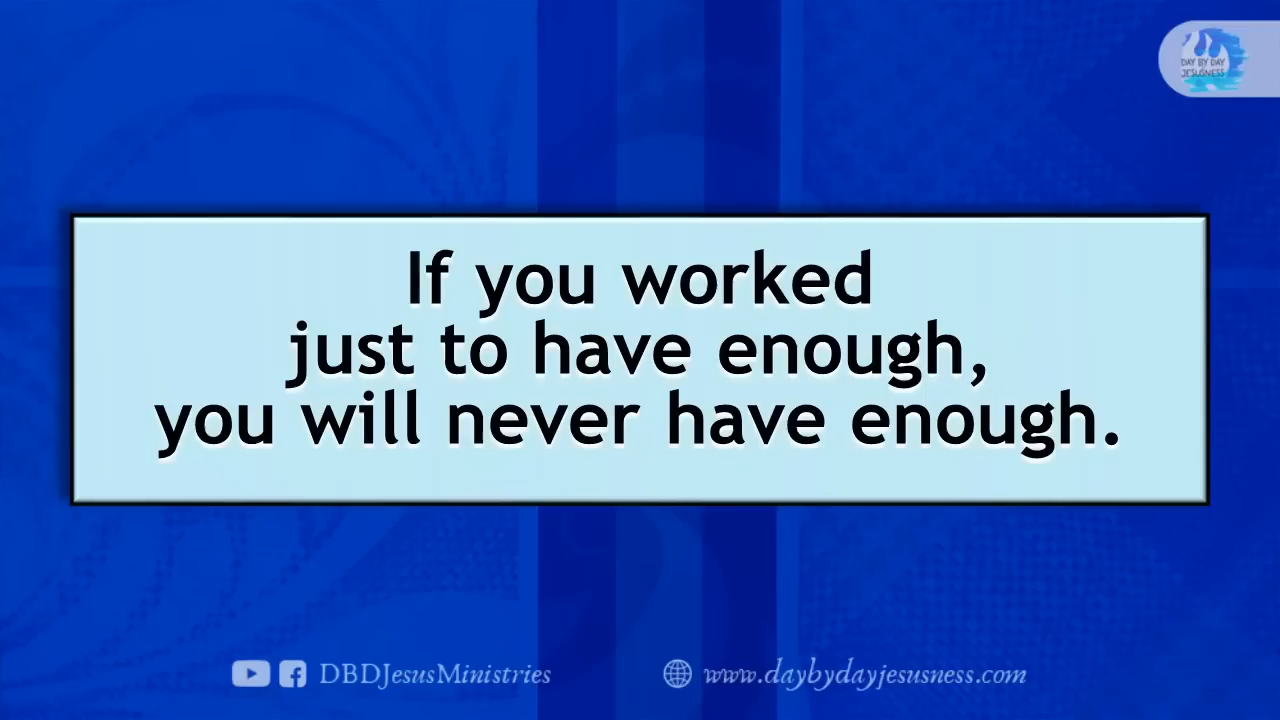 DAY BY DAY
JESUSNESS
If you worked
just to have enough,
you will never have enough.
DBDJesusMinistries
www.daybydayjesusness.com